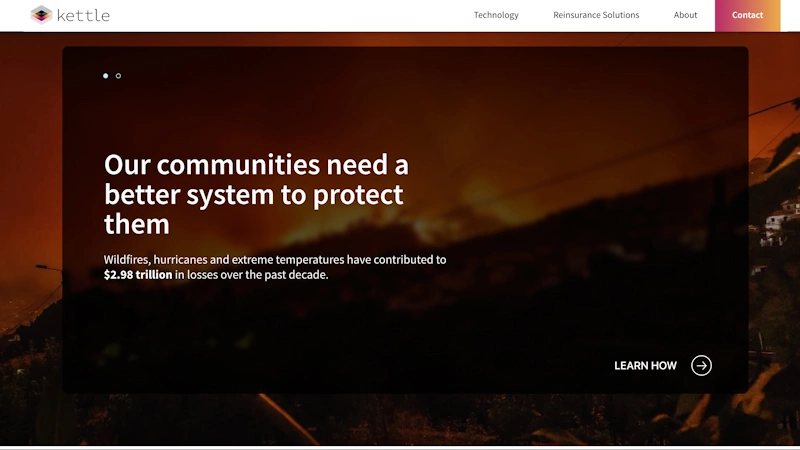 kettle
Technology
Reinsurance Solutions
About
Contact
Our communities need a
better system to protect
them
Wildfires, hurricanes and extreme temperatures have contributed to
$2.98 trillion in losses over the past decade.
LEARN HOW